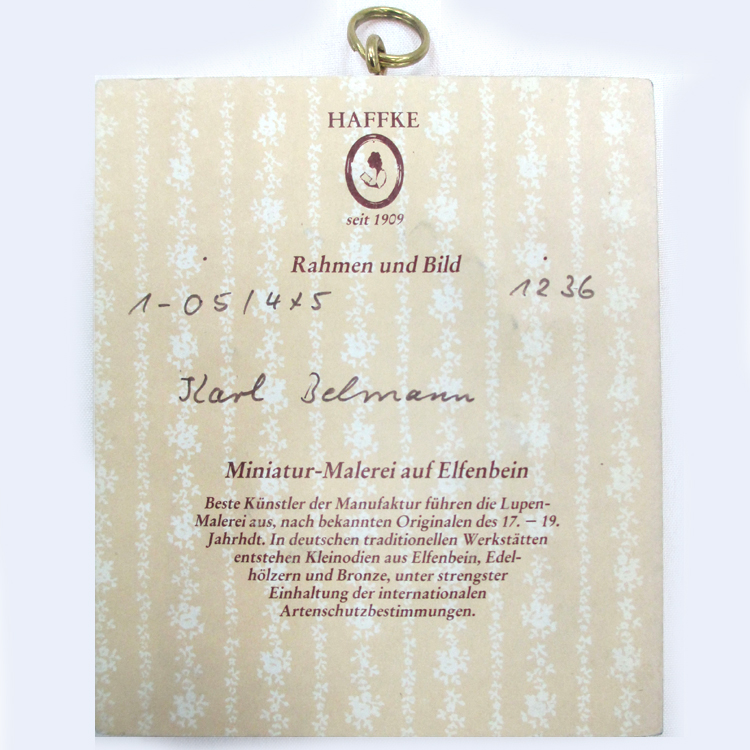 HAFFKE
seit 1909
Rahmen und Bild
1-05/4x5 1236
Karl Belmann
Miniatur-Malerei auf Elfenbein
Beste Künstler der Manufaktur führen die Lupen-
Malerei aus, nach bekannten Originalen des 17. – 19.
Jahrhdt. In deutschen traditionellen Werkstätten
entstehen Kleinodien aus Elfenbein, Edel-
hölzern und Bronze, unter strengster
Einhaltung der internationalen
Artenschutzbestimmungen.